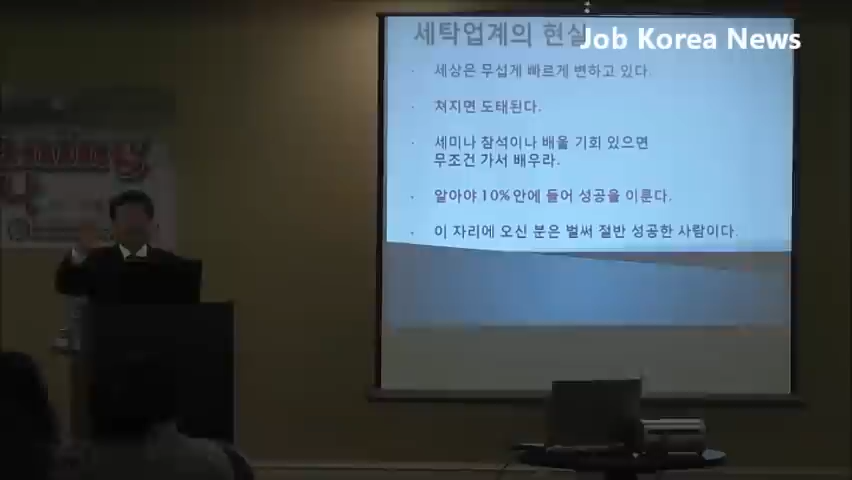 세탁업계의 현실
Job Korea News
세상은 무섭게 빠르게 변하고 있다.
쳐지면 도태된다.
세미나 참석이나 배울 기회 있으면
무조건 가서 배우라.
알아야 10%안에 들어 성공을 이룬다.
이 자리에 오신 분은 벌써 절반 성공한 사람이다.